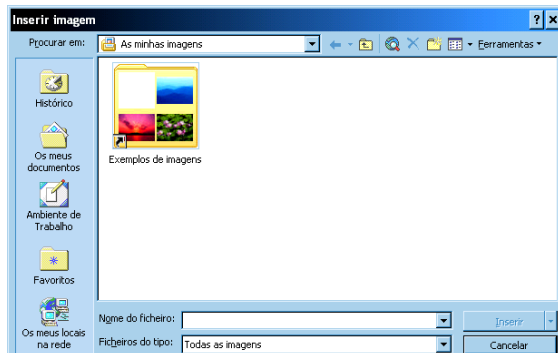 Inserir imagem
Procurar em:
As minhas imagens
Ferramentas
Histórico
Os meus
documentos
Ambiente de
Trabalho
Favoritos
Os meus locais
na rede
Exemplos de imagens
Nome do ficheiro:
Inserir
Ficheiros do tipo:
Todas as imagens
Cancelar